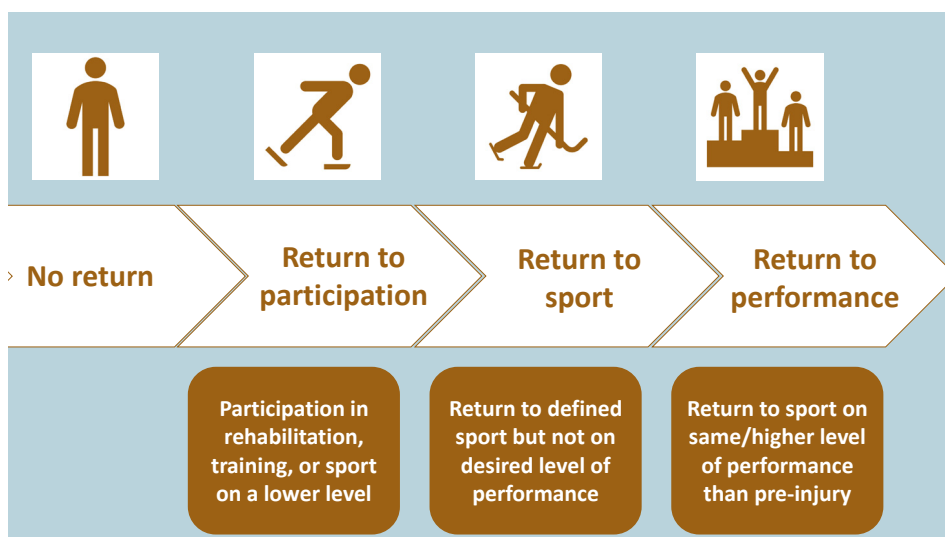 No return
Return to
participation
Return to
sport
Return to
performance
Participation in
rehabilitation,
training, or sport
on a lower level
Return to defined
sport but not on
desired level of
performance
Return to sport on
same/higher level
of performance
than pre-injury